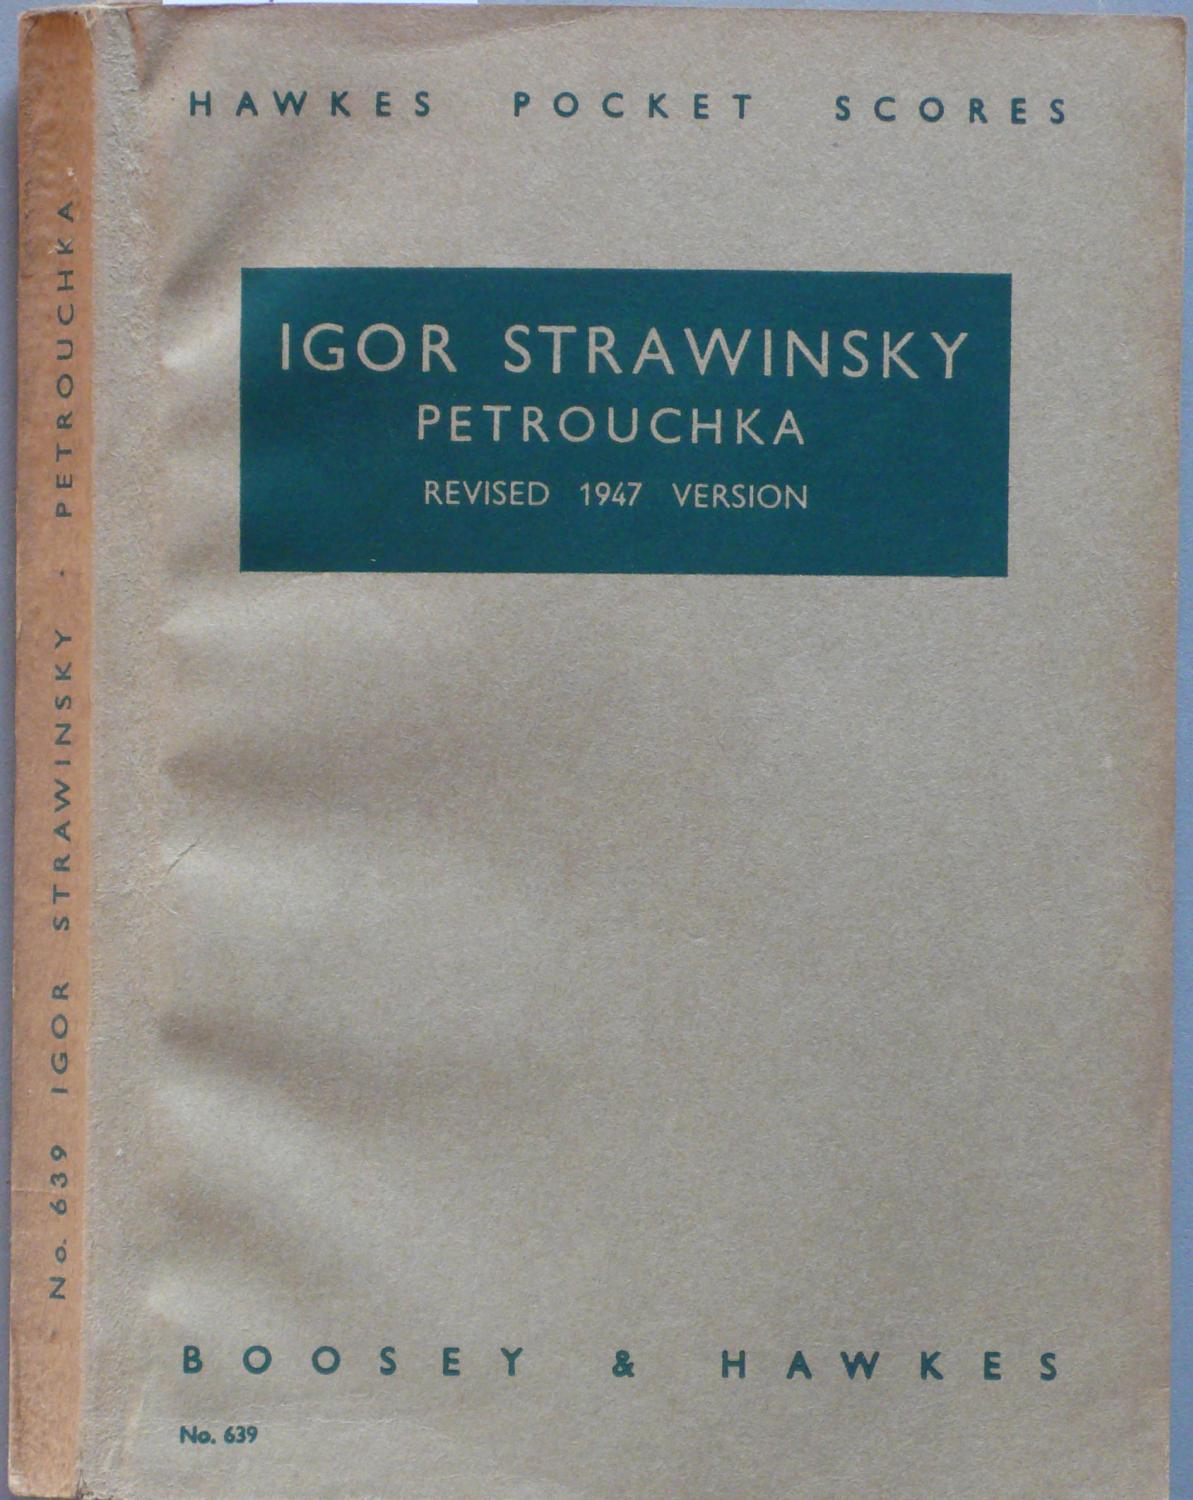 HAWKES POCKET SCORES
IGOR STRAWINSKY
PETROUCHKA
REVISED 1947 VERSION
BOOSEY & HAWKES
No. 639
No. 639 IGOR STRAWINSKY · PETROUCHKA